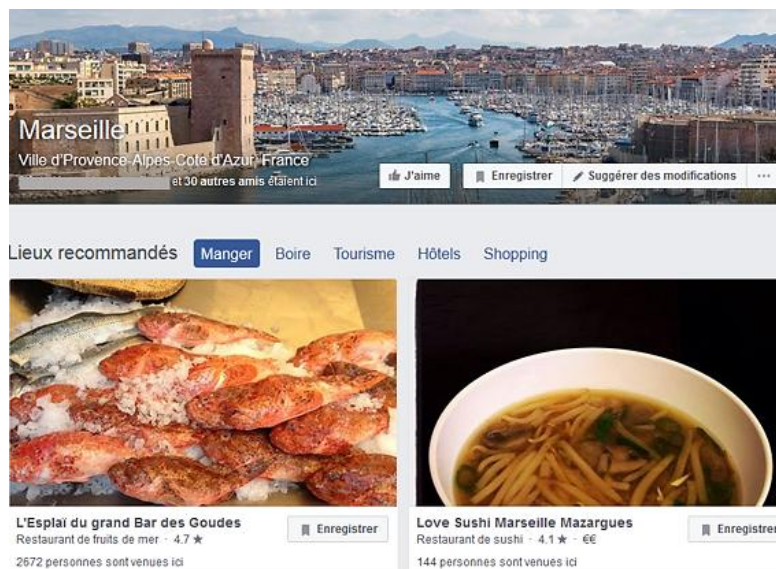 Marseille
Ville d'Provence-Alpes-Cote d'Azur, France
et 30 autres amis étaient ici
J'aime
Enregistrer
Suggérer des modifications
...
Lieux recommandés
Manger
Boire
Tourisme
Hôtels
Shopping
L'Esplaï du grand Bar des Goudes
Restaurant de fruits de mer · 4.7 ★
Enregistrer
2672 personnes sont venues ici
Love Sushi Marseille Mazargues
Restaurant de sushi · 4.1 ★ · €€
Enregistrer
144 personnes sont venues ici